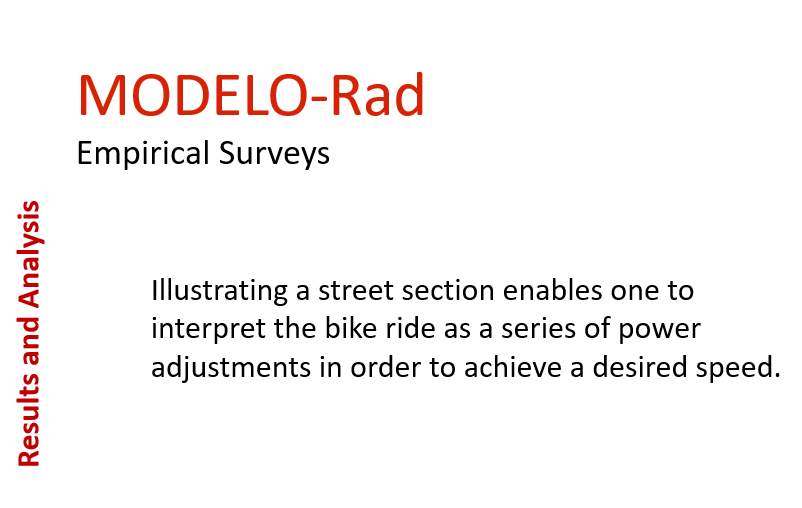 MODELO-Rad
Empirical Surveys
Results and Analysis
Illustrating a street section enables one to
interpret the bike ride as a series of power
adjustments in order to achieve a desired speed.